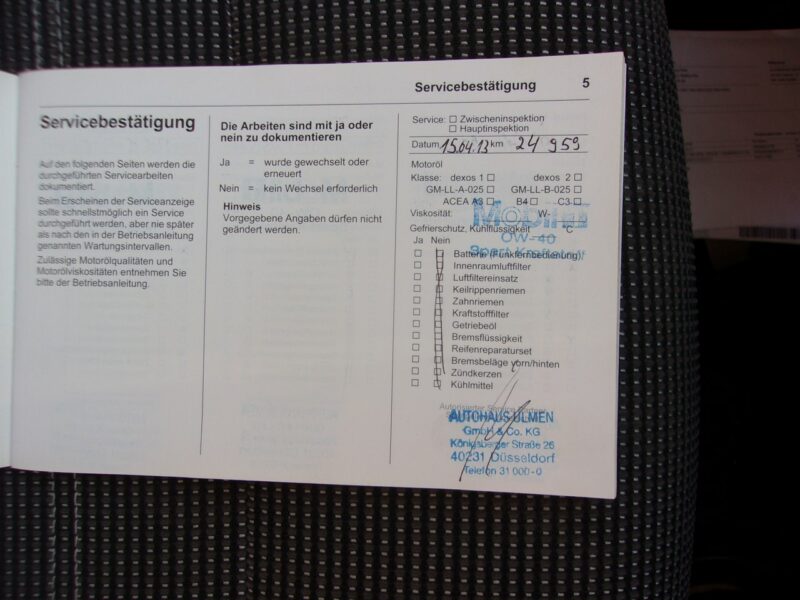 Servicebestätigung 5
Servicebestätigung
Auf den folgenden Seiten werden die
durchgeführten Servicearbeiten
dokumentiert.
Beim Erscheinen der Serviceanzeige
sollte schnellstmöglich ein Service
durchgeführt werden, aber nie später
als nach den in der Betriebsanleitung
genannten Wartungsintervallen.
Zulässige Motorölqualitäten und
Motorölviskositäten entnehmen Sie
bitte der Betriebsanleitung.
Die Arbeiten sind mit ja oder
nein zu dokumentieren
Ja = wurde gewechselt oder
erneuert
Nein = kein Wechsel erforderlich
Hinweis
Vorgegebene Angaben dürfen nicht
geändert werden.
Service: ☐ Zwischeninspektion
☐ Hauptinspektion
Datum 15.04.13 km 24 959
Motoröl
Klasse: dexos 1 ☐ dexos 2 ☐
GM-LL-A-025 ☐ GM-LL-B-025 ☐
ACEA A3 ☐ B4 ☐ C3 ☐
Viskosität: W-
Gefrierschutz, Kühlflüssigkeit °C
OW-40
Ja Nein
☐ ☐ Batterie (Funkfernbedienung)
☐ ☐ Innenraumluftfilter
☐ ☐ Luftfiltereinsatz
☐ ☐ Keilrippenriemen
☐ ☐ Zahnriemen
☐ ☐ Kraftstofffilter
☐ ☐ Getriebeöl
☐ ☐ Bremsflüssigkeit
☐ ☐ Reifenreparaturset
☐ ☐ Bremsbeläge vorn/hinten
☐ ☐ Zündkerzen
☐ ☐ Kühlmittel
Autorisierter Service
AUTOHAUS ULMEN
GmbH & Co. KG
Königsberger Straße 26
40231 Düsseldorf
Telefon 31 000-0